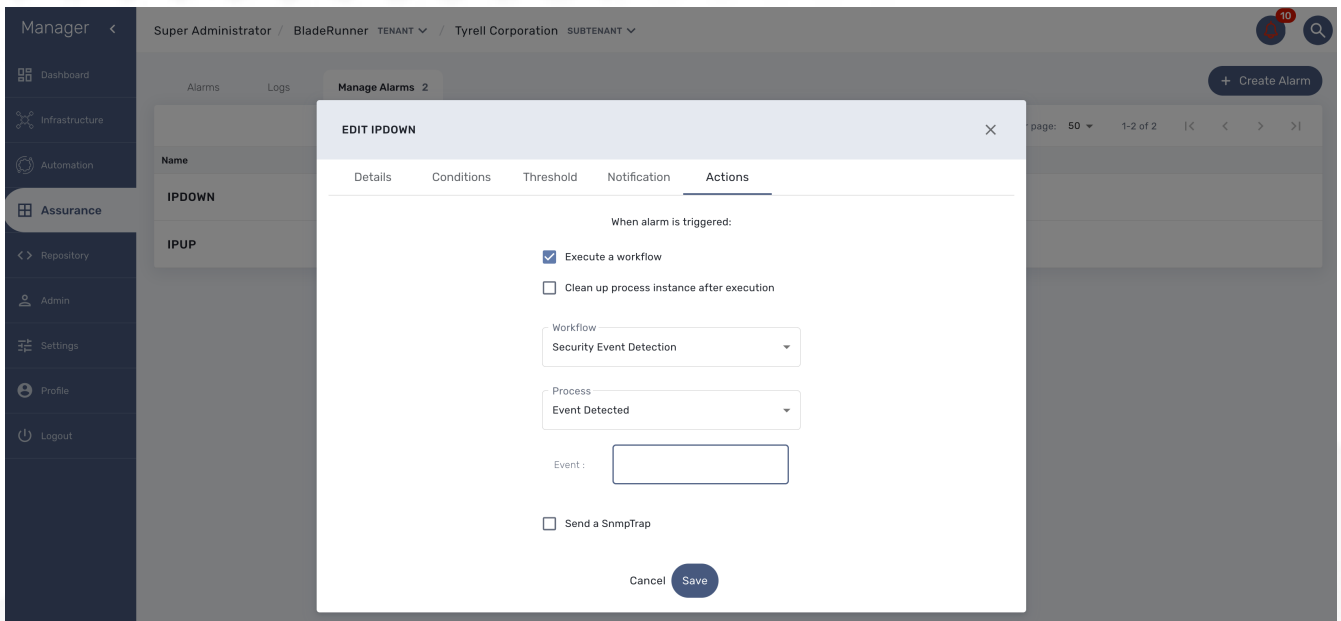 Manager
Super Administrator / BladeRunner TENANT / Tyrell Corporation SUBTENANT
10
Dashboard
Infrastructure
Automation
Assurance
Repository
Admin
Settings
Profile
Logout
Alarms Logs Manage Alarms 2
+ Create Alarm
page: 50 1-2 of 2
Name
IPDOWN
IPUP
EDIT IPDOWN
Details Conditions Threshold Notification Actions
When alarm is triggered:
Execute a workflow
Clean up process instance after execution
Workflow
Security Event Detection
Process
Event Detected
Event :
Send a SnmpTrap
Cancel Save